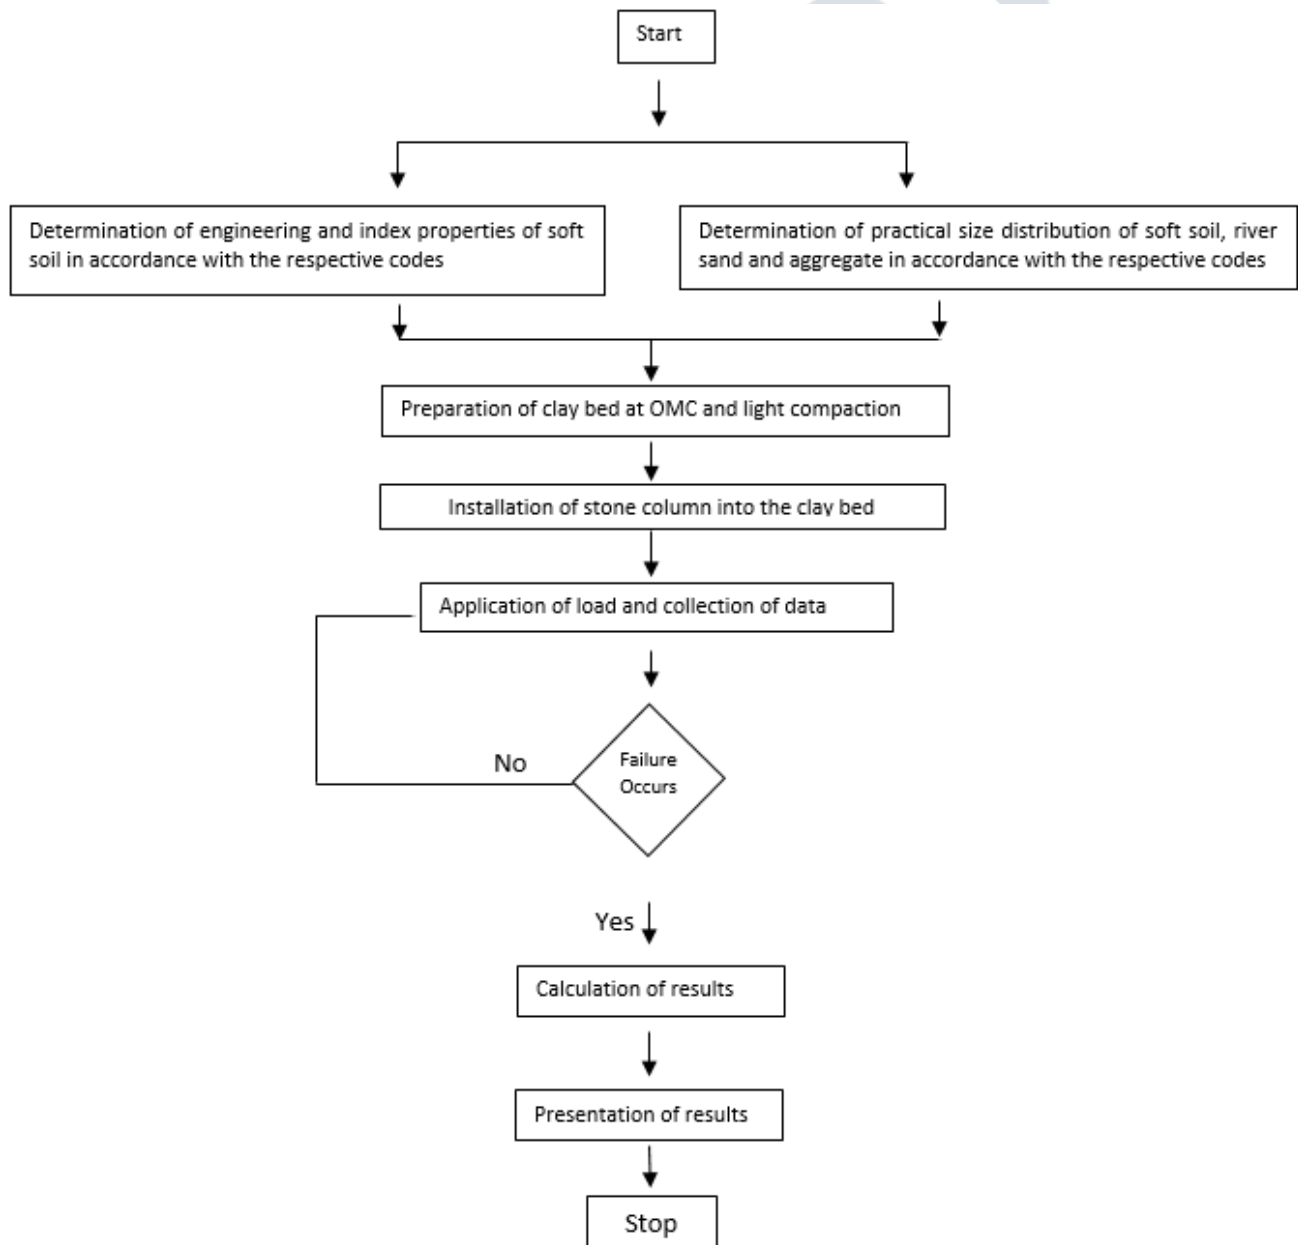 Start
Determination of engineering and index properties of soft
soil in accordance with the respective codes
Determination of practical size distribution of soft soil, river
sand and aggregate in accordance with the respective codes
Preparation of clay bed at OMC and light compaction
Installation of stone column into the clay bed
Application of load and collection of data
No
Failure
Occurs
Yes
Calculation of results
Presentation of results
Stop